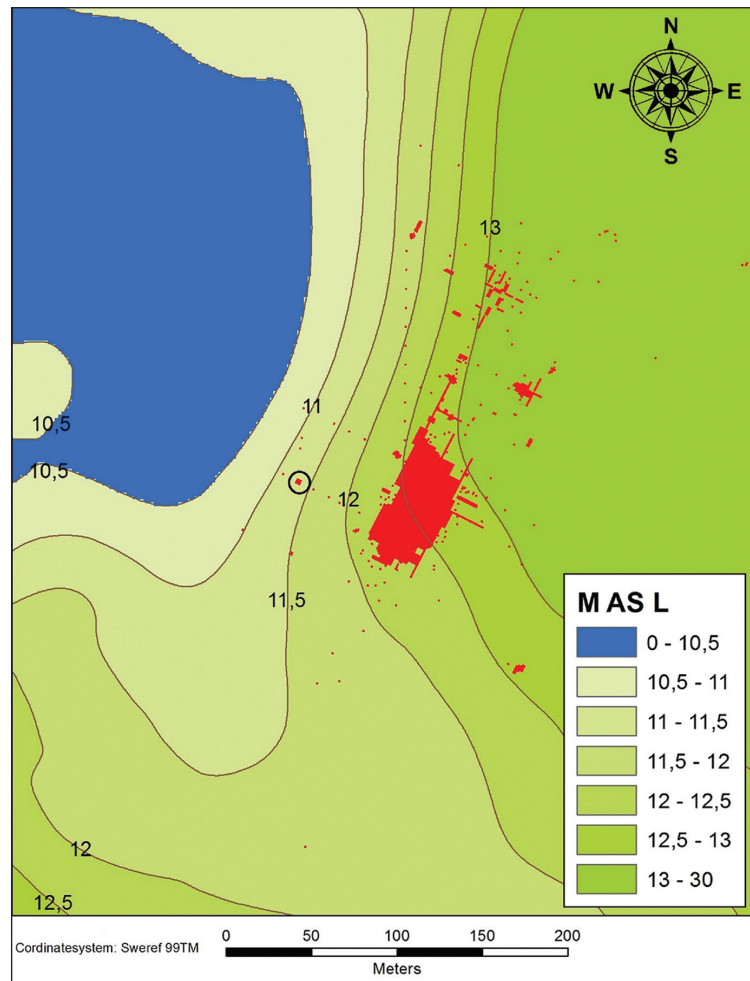 N
W E
S
13
11
10,5
10,5
12
11,5
12
12,5
M AS L
0 - 10,5
10,5 - 11
11 - 11,5
11,5 - 12
12 - 12,5
12,5 - 13
13 - 30
Cordinatesystem: Sweref 99TM
0 50 100 150 200
Meters